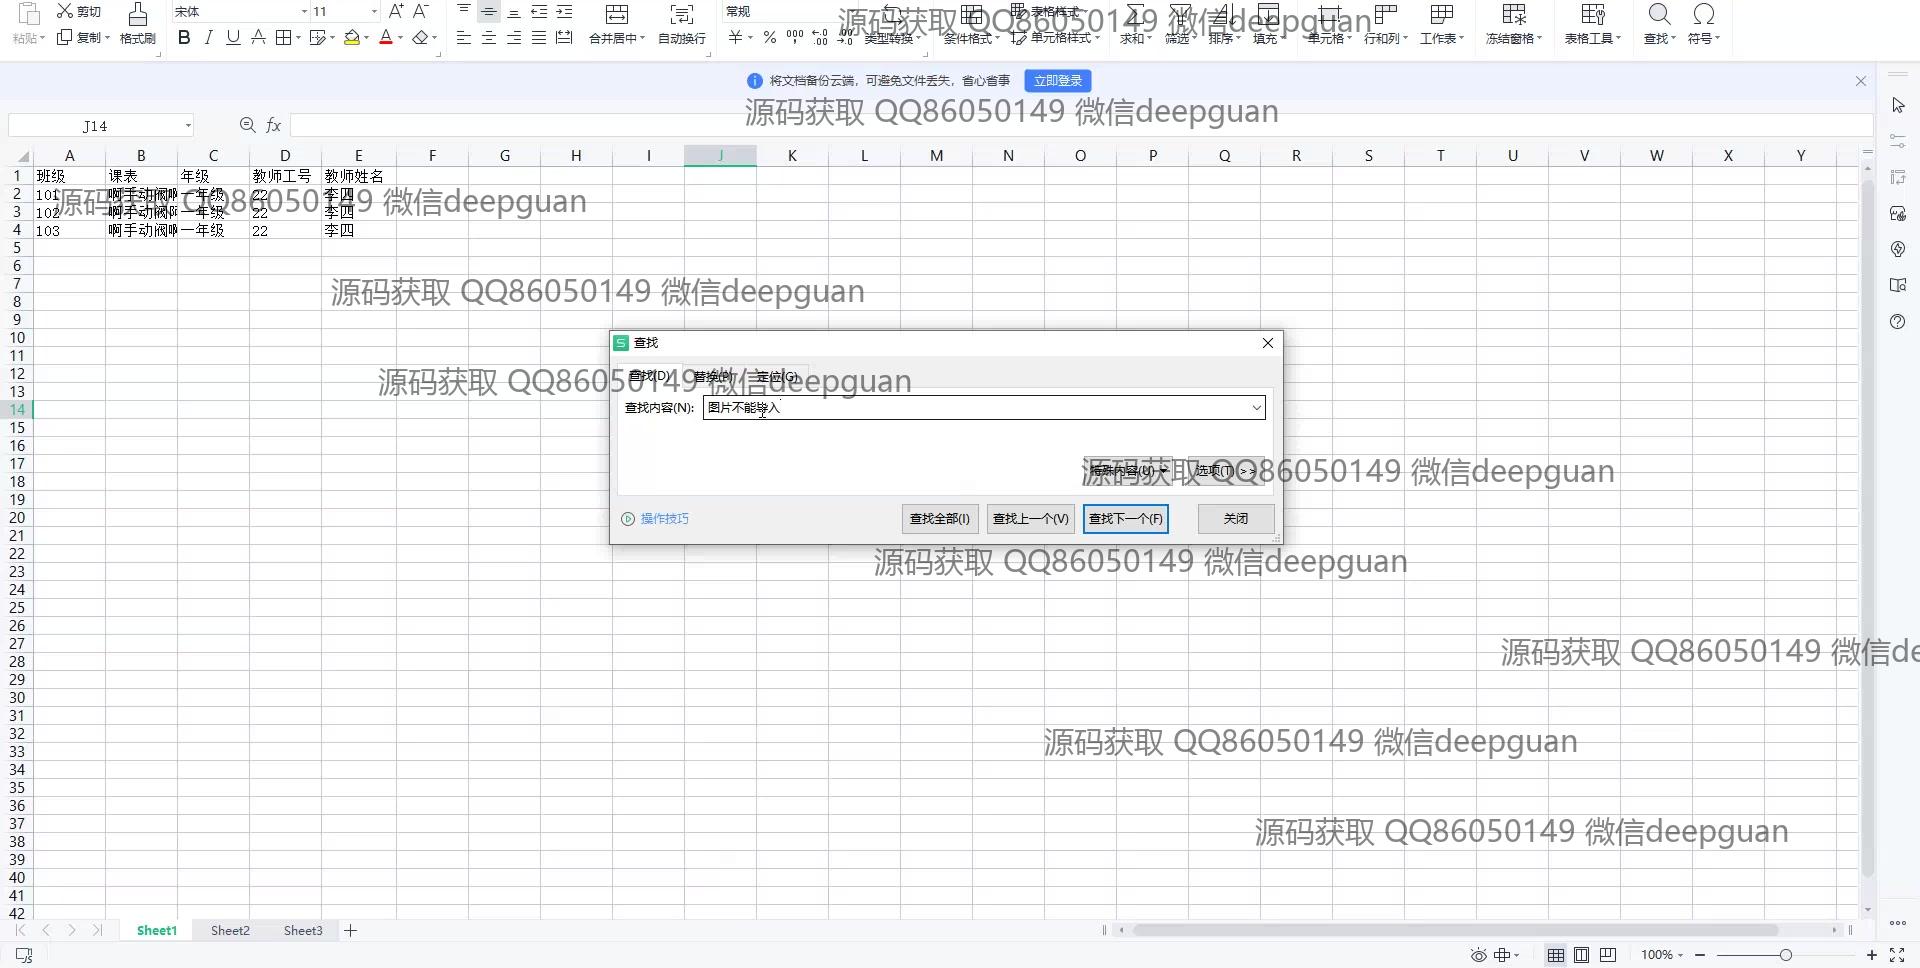 剪切
宋体
11
常规
表格样式
粘贴
复制
格式刷
合并居中
自动换行
类型转换
条件格式
单元格样式
求和
筛选
排序
填充
单元格
行和列
工作表
冻结窗格
表格工具
查找
符号
源码获取 QQ86050149 微信deepguan
将文档备份云端，可避免文件丢失，省心省事
立即登录
源码获取 QQ86050149 微信deepguan
J14
fx
A B C D E F G H I J K L M N O P Q R S T U V W X Y
1 班级 课表 年级 教师工号 教师姓名
2 101 啊手动阀啊 一年级 22 李四
3 102 啊手动阀啊 一年级 22 李四
4 103 啊手动阀啊 一年级 22 李四
源码获取 QQ86050149 微信deepguan
5
6
7
8
源码获取 QQ86050149 微信deepguan
9
10
11
12
13
14
15
16
17
18
19
20
21
22
23
24
25
26
27
28
29
30
31
32
33
34
35
36
37
38
39
40
41
42
查找
查找(D)
替换(P)
定位(G)
源码获取 QQ86050149 微信deepguan
查找内容(N):
图片不能导入
特殊内容(U)
选项(T) >>
源码获取 QQ86050149 微信deepguan
操作技巧
查找全部(I)
查找上一个(V)
查找下一个(F)
关闭
源码获取 QQ86050149 微信deepguan
源码获取 QQ86050149 微信de
源码获取 QQ86050149 微信deepguan
源码获取 QQ86050149 微信deepguan
Sheet1
Sheet2
Sheet3
100%